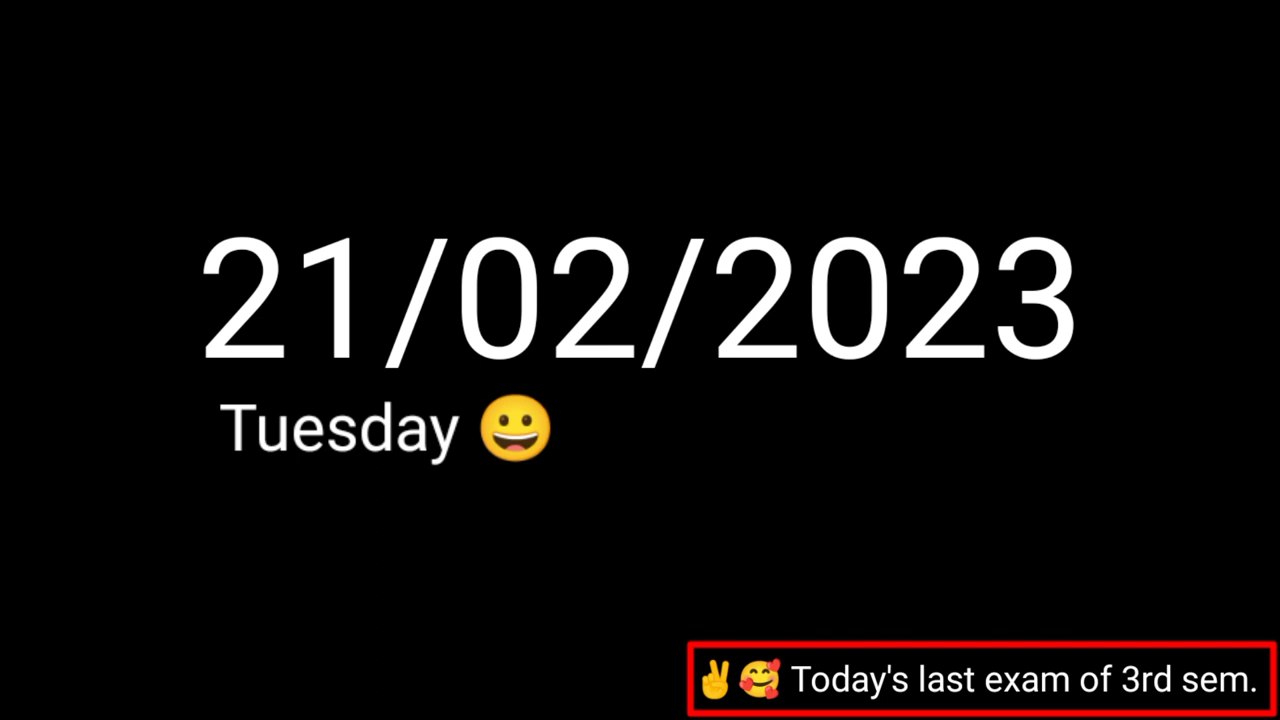 21/02/2023
Tuesday 😀
✌️🥰 Today's last exam of 3rd sem.